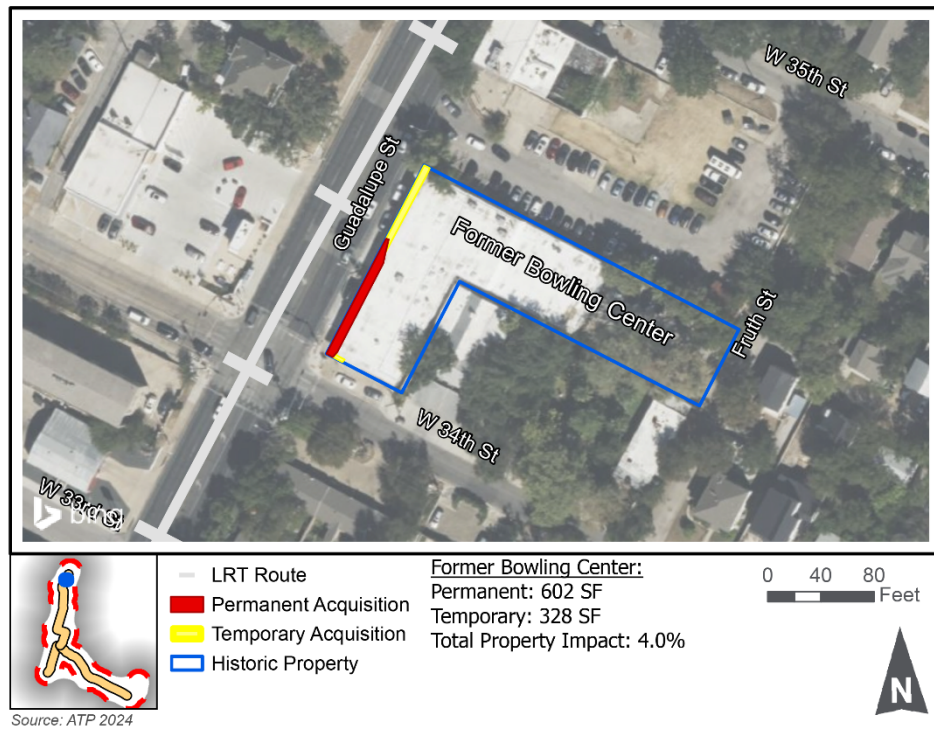 W 35th St
Guadalupe St
Former Bowling Center
Fruth St
W 34th St
W 33rd St
bing
LRT Route
Permanent Acquisition
Temporary Acquisition
Historic Property
Former Bowling Center:
Permanent: 602 SF
Temporary: 328 SF
Total Property Impact: 4.0%
0 40 80
Feet
N
Source: ATP 2024